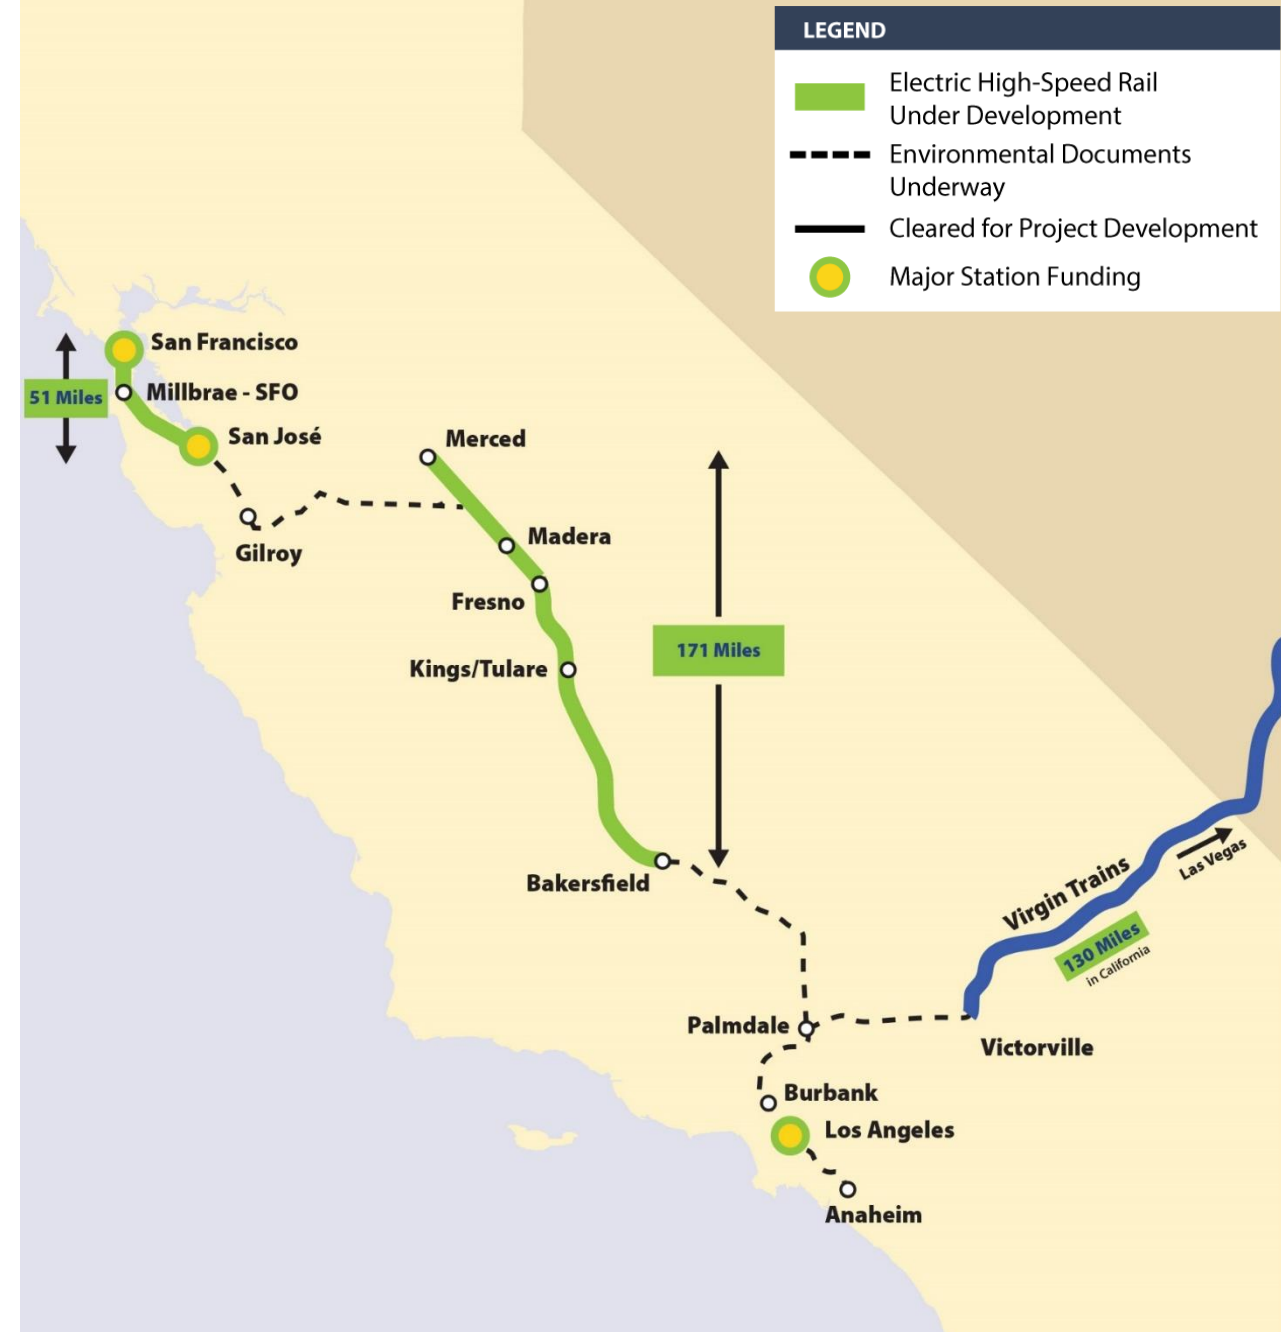 LEGEND
Electric High-Speed Rail
Under Development
Environmental Documents
Underway
Cleared for Project Development
Major Station Funding
San Francisco
51 Miles
Millbrae - SFO
San José
Merced
Gilroy
Madera
Fresno
171 Miles
Kings/Tulare
Bakersfield
Las Vegas
Virgin Trains
130 Miles
in California
Palmdale
Victorville
Burbank
Los Angeles
Anaheim